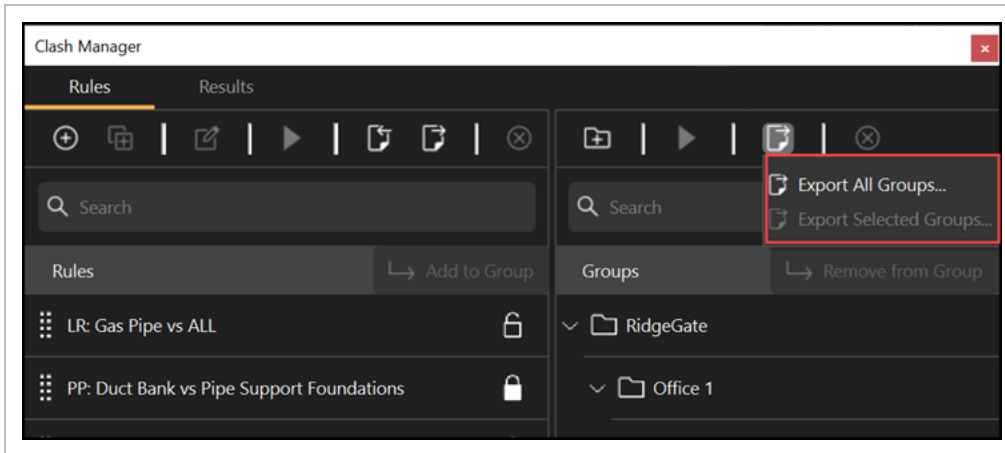 Clash Manager
Rules Results
Search
Rules Add to Group
LR: Gas Pipe vs ALL
PP: Duct Bank vs Pipe Support Foundations
Export All Groups...
Export Selected Groups...
Search
Groups Remove from Group
RidgeGate
Office 1